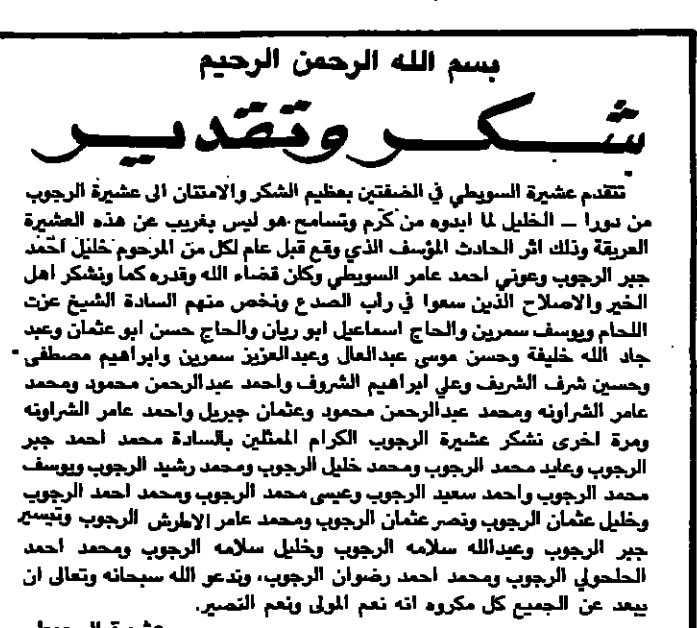 بسم الله الرحمن الرحيم
شكر وتقدير
تتقدم عشيرة السويطي في الضفتين بعظيم الشكر والامتنان الى عشيرة الرجوب
من دورا — الخليل لما ابدوه من كرم وتسامح هو ليس بغريب عن هذه العشيرة
العريقة وذلك اثر الحادث المؤسف الذي وقع قبل عام لكل من المرحوم خليل احمد
جبر الرجوب وعوني احمد عامر السويطي وكان قضاء الله وقدره كما ونشكر اهل
الخير والاصلاح الذين سعوا في رأب الصدع ونخص منهم السادة الشيخ عزت
اللحام ويوسف سمرين والحاج اسماعيل ابو ريان والحاج حسن ابو عثمان وعبد
جاد الله خليفة وحسن موسى عبدالعال وعبدالعزيز سمرين وابراهيم مصطفى
وحسين شرف الشريف وعلي ابراهيم الشروف واحمد عبدالرحمن محمود ومحمد
عامر الشراونه ومحمد عبدالرحمن محمود وعثمان جبريل واحمد عامر الشراونه
ومرة اخرى نشكر عشيرة الرجوب الكرام الممثلين بالسادة محمد احمد جبر
الرجوب وعايد محمد الرجوب ومحمد خليل الرجوب ومحمد رشيد الرجوب ويوسف
محمد الرجوب واحمد سعيد الرجوب وعيسى محمد الرجوب ومحمد احمد الرجوب
وخليل عثمان الرجوب ونصر عثمان الرجوب ومحمد عامر الاطرش الرجوب وتيسير
جبر الرجوب وعبدالله سلامه الرجوب وخليل سلامه الرجوب ومحمد احمد
الحلحولي الرجوب ومحمد احمد رضوان الرجوب، وندعو الله سبحانه وتعالى ان
يبعد عن الجميع كل مكروه انه نعم المولى ونعم النصير.